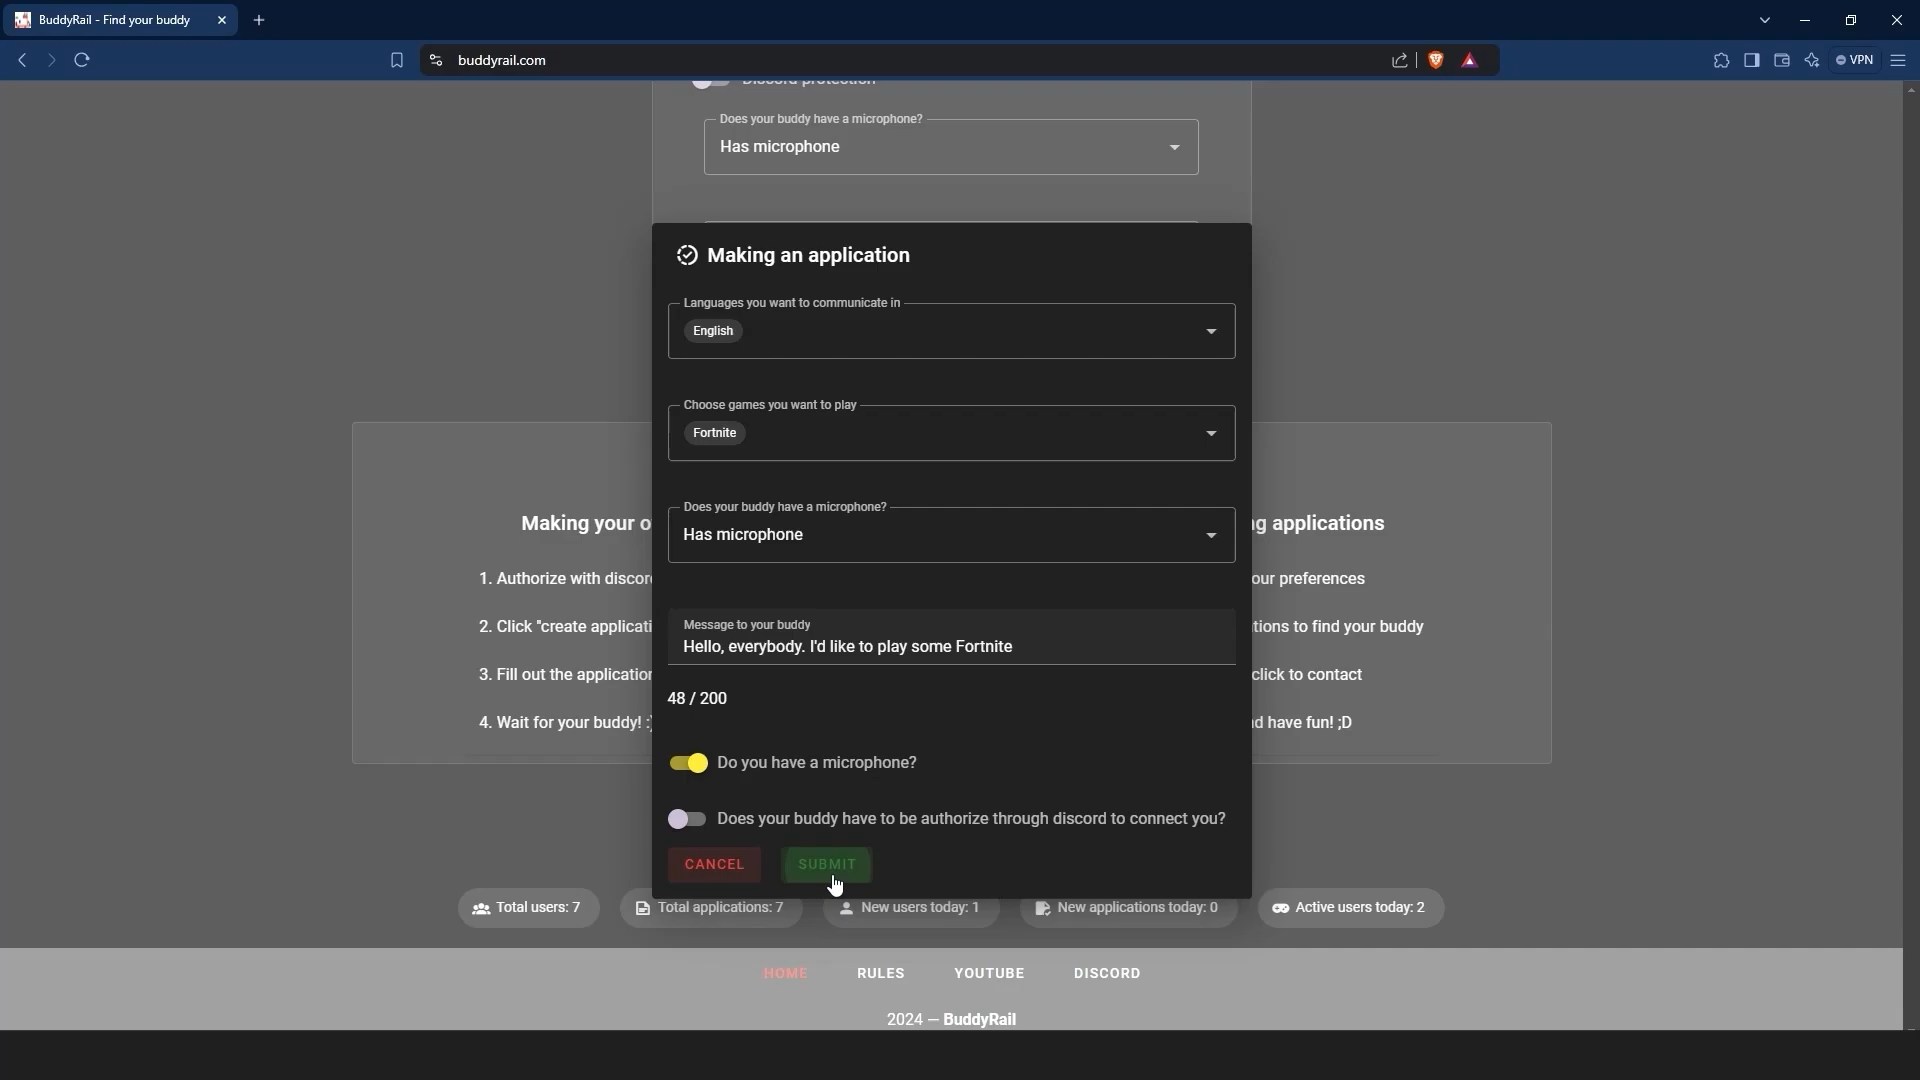 BuddyRail - Find your buddy
buddyrail.com
VPN
Discord protection
Does your buddy have a microphone?
Has microphone
Making an application
Languages you want to communicate in
English
Choose games you want to play
Fortnite
Does your buddy have a microphone?
Has microphone
Making your o
ng applications
1. Authorize with discor
our preferences
2. Click "create applicati
tions to find your buddy
3. Fill out the application
click to contact
4. Wait for your buddy! :)
d have fun! ;D
Message to your buddy
Hello, everybody. I'd like to play some Fortnite
48 / 200
Do you have a microphone?
Does your buddy have to be authorize through discord to connect you?
CANCEL
SUBMIT
Total users: 7
Total applications: 7
New users today: 1
New applications today: 0
Active users today: 2
HOME
RULES
YOUTUBE
DISCORD
2024 — BuddyRail